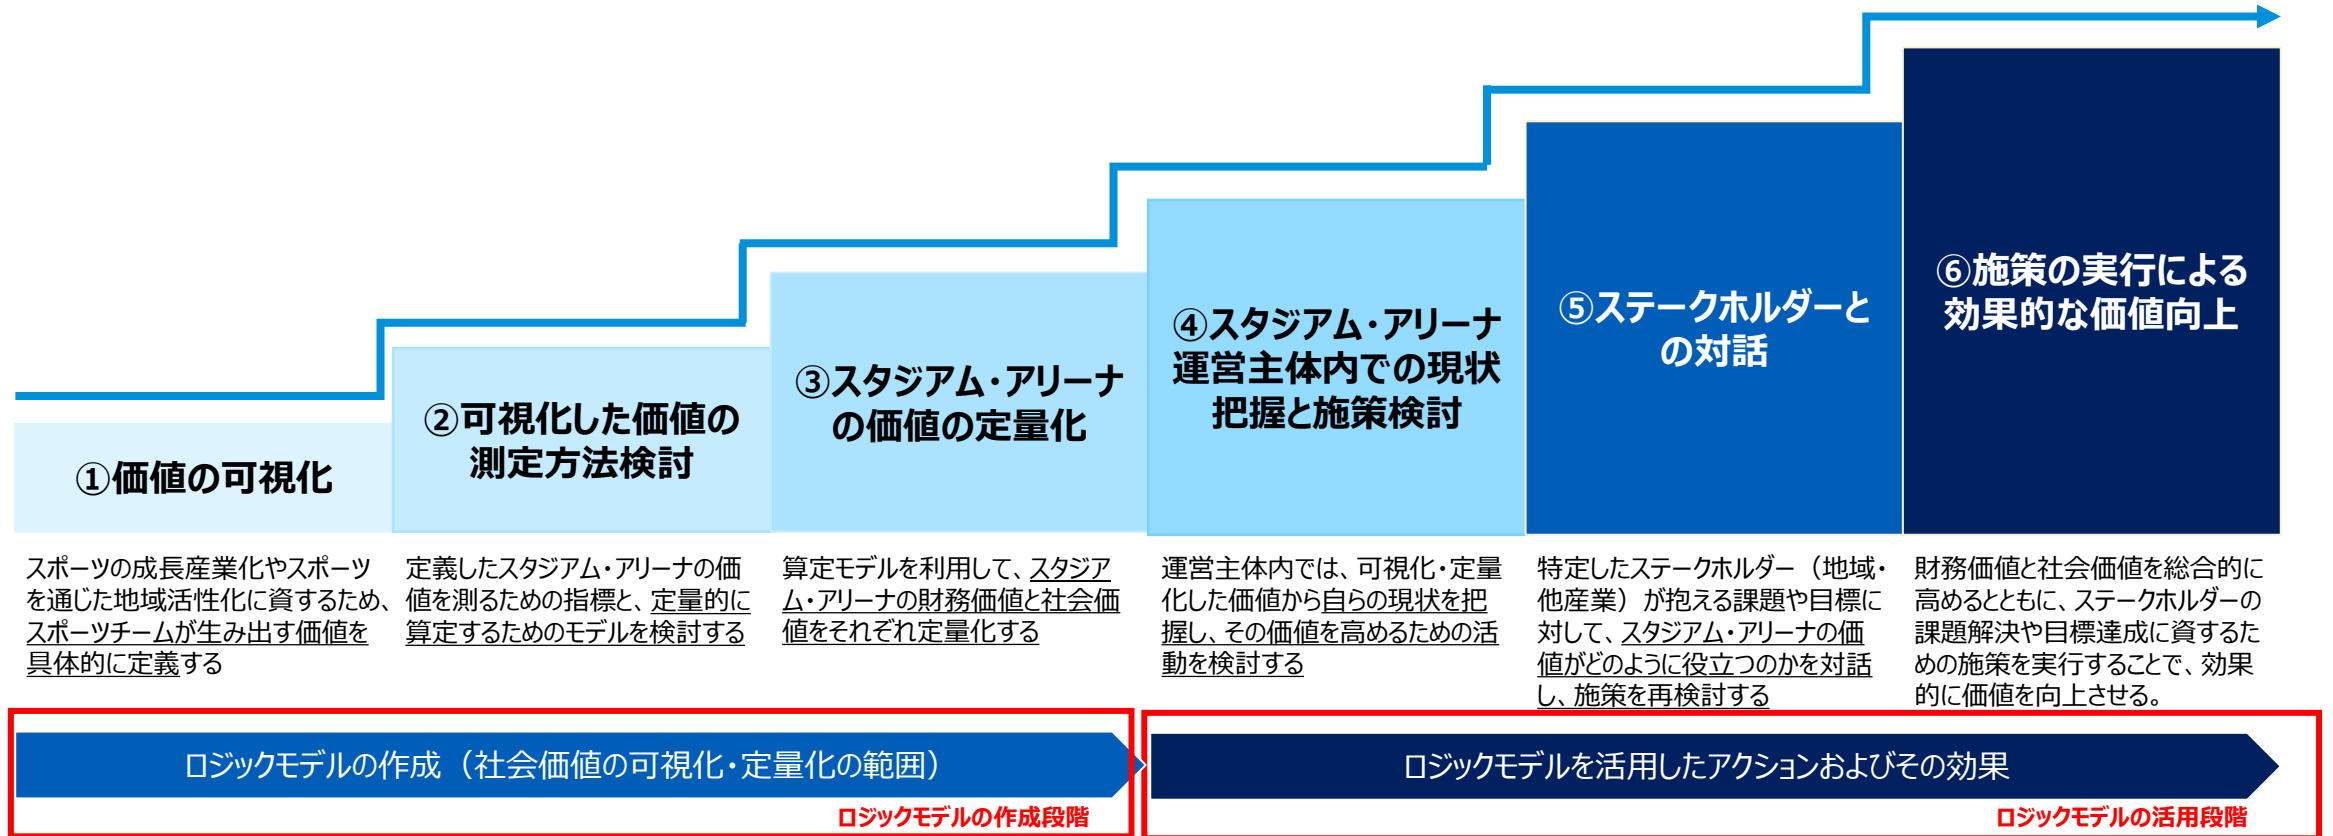 ①価値の可視化
②可視化した価値の
測定方法検討
③スタジアム・アリーナ
の価値の定量化
④スタジアム・アリーナ
運営主体内での現状
把握と施策検討
⑤ステークホルダーと
の対話
⑥施策の実行による
効果的な価値向上
スポーツの成長産業化やスポーツ
を通じた地域活性化に資するため、
スポーツチームが生み出す価値を
具体的に定義する
定義したスタジアム・アリーナの価
値を測るための指標と、定量的に
算定するためのモデルを検討する
算定モデルを利用して、スタジア
ム・アリーナの財務価値と社会価
値をそれぞれ定量化する
運営主体内では、可視化・定量
化した価値から自らの現状を把
握し、その価値を高めるための活
動を検討する
特定したステークホルダー（地域・
他産業）が抱える課題や目標に
対して、スタジアム・アリーナの価
値がどのように役立つのかを対話
し、施策を再検討する
財務価値と社会価値を総合的に
高めるとともに、ステークホルダーの
課題解決や目標達成に資するた
めの施策を実行することで、効果
的に価値を向上させる。
ロジックモデルの作成（社会価値の可視化・定量化の範囲）
ロジックモデルの作成段階
ロジックモデルを活用したアクションおよびその効果
ロジックモデルの活用段階